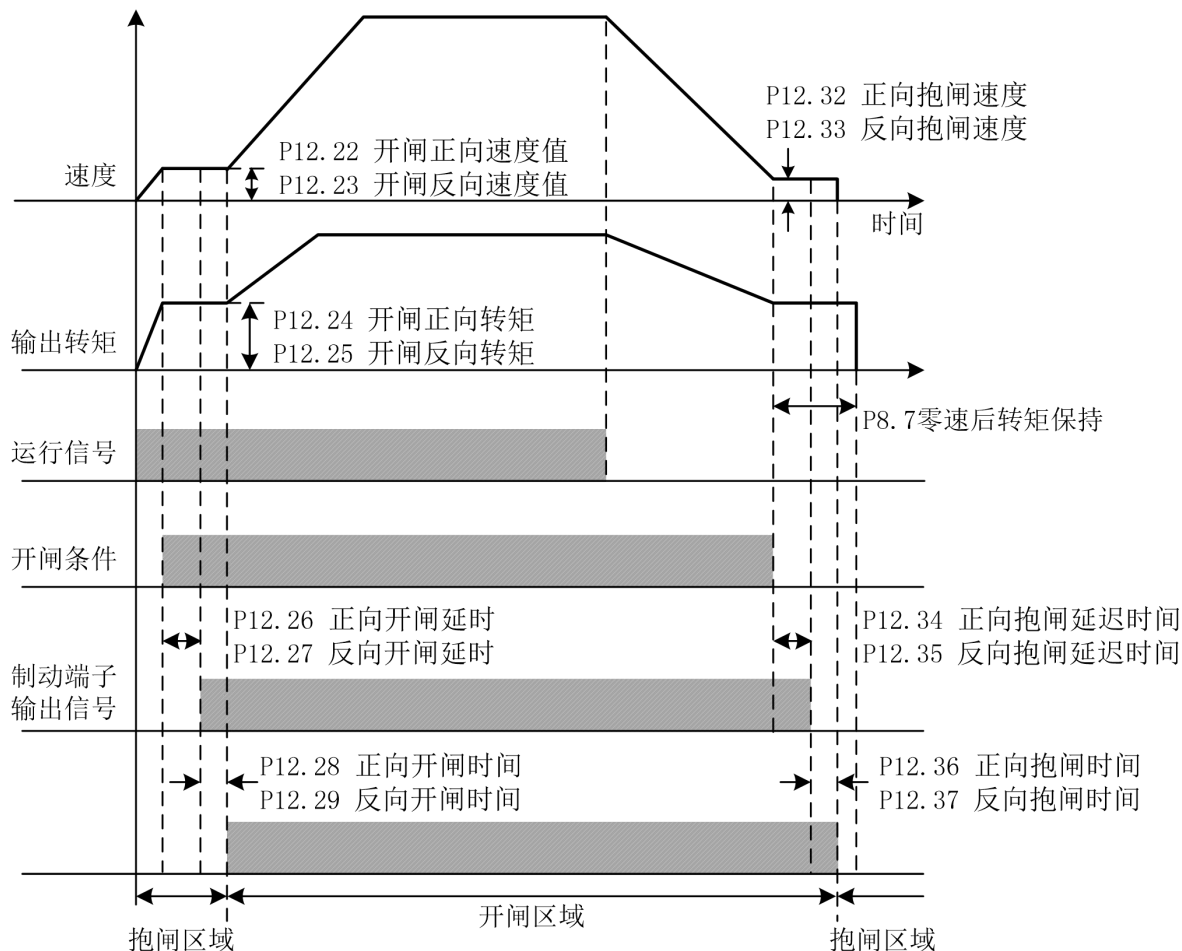 P12.32 正向抱闸速度
P12.33 反向抱闸速度
P12.22 开闸正向速度值
P12.23 开闸反向速度值
速度
时间
P12.24 开闸正向转矩
P12.25 开闸反向转矩
输出转矩
P8.7零速后转矩保持
运行信号
开闸条件
P12.26 正向开闸延时
P12.27 反向开闸延时
P12.34 正向抱闸延迟时间
P12.35 反向抱闸延迟时间
制动端子
输出信号
P12.28 正向开闸时间
P12.29 反向开闸时间
P12.36 正向抱闸时间
P12.37 反向抱闸时间
开闸区域
抱闸区域
抱闸区域